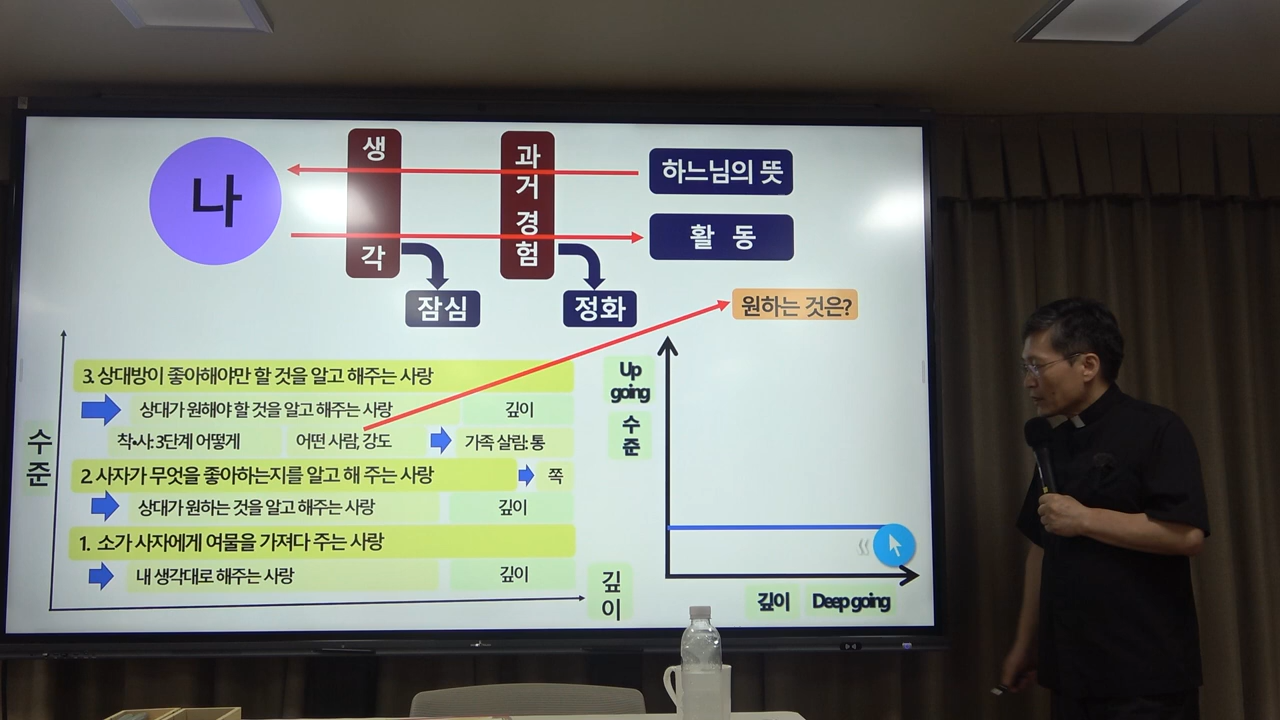 나
생각
과거경험
하느님의 뜻
활 동
잠심
정화
원하는 것은?
수준
3. 상대방이 좋아해야만 할 것을 알고 해주는 사랑
상대가 원해야 할 것을 알고 해주는 사랑
깊이
착•사: 3단계 어떻게
어떤 사람, 강도
가족 살림: 통
2. 사자가 무엇을 좋아하는지를 알고 해 주는 사랑
쪽
상대가 원하는 것을 알고 해주는 사랑
깊이
1. 소가 사자에게 여물을 가져다 주는 사랑
내 생각대로 해주는 사랑
깊이
깊이
Up
going
수준
깊이
Deep going